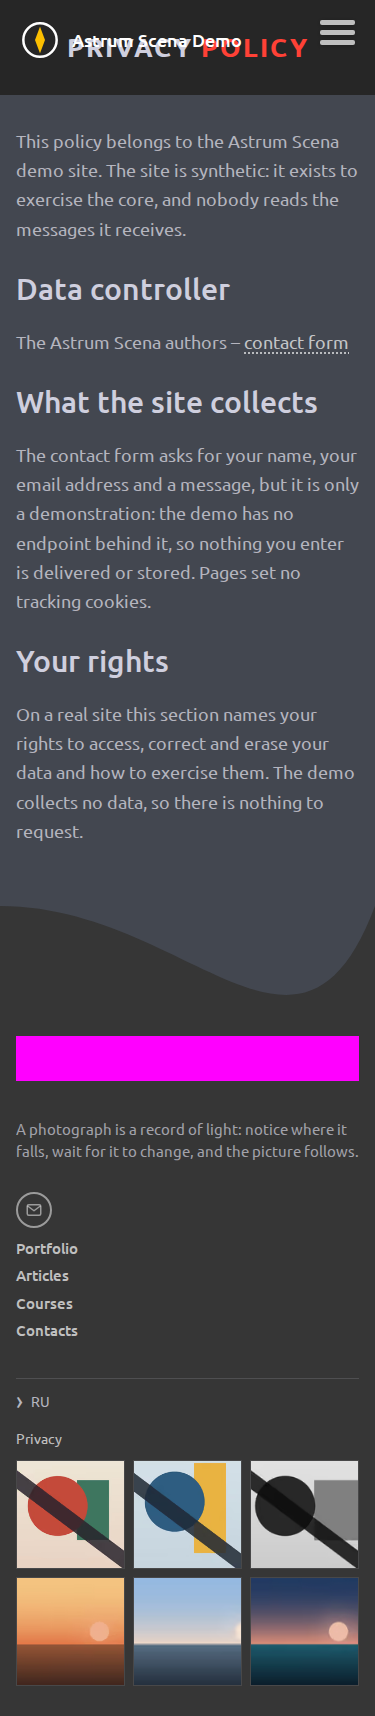 Astrum Scena Demo
PRIVACY POLICY
This policy belongs to the Astrum Scena
demo site. The site is synthetic: it exists to
exercise the core, and nobody reads the
messages it receives.
Data controller
The Astrum Scena authors – contact form
What the site collects
The contact form asks for your name, your
email address and a message, but it is only
a demonstration: the demo has no
endpoint behind it, so nothing you enter
is delivered or stored. Pages set no
tracking cookies.
Your rights
On a real site this section names your
rights to access, correct and erase your
data and how to exercise them. The demo
collects no data, so there is nothing to
request.
A photograph is a record of light: notice where it
falls, wait for it to change, and the picture follows.
Portfolio
Articles
Courses
Contacts
❯ RU
Privacy